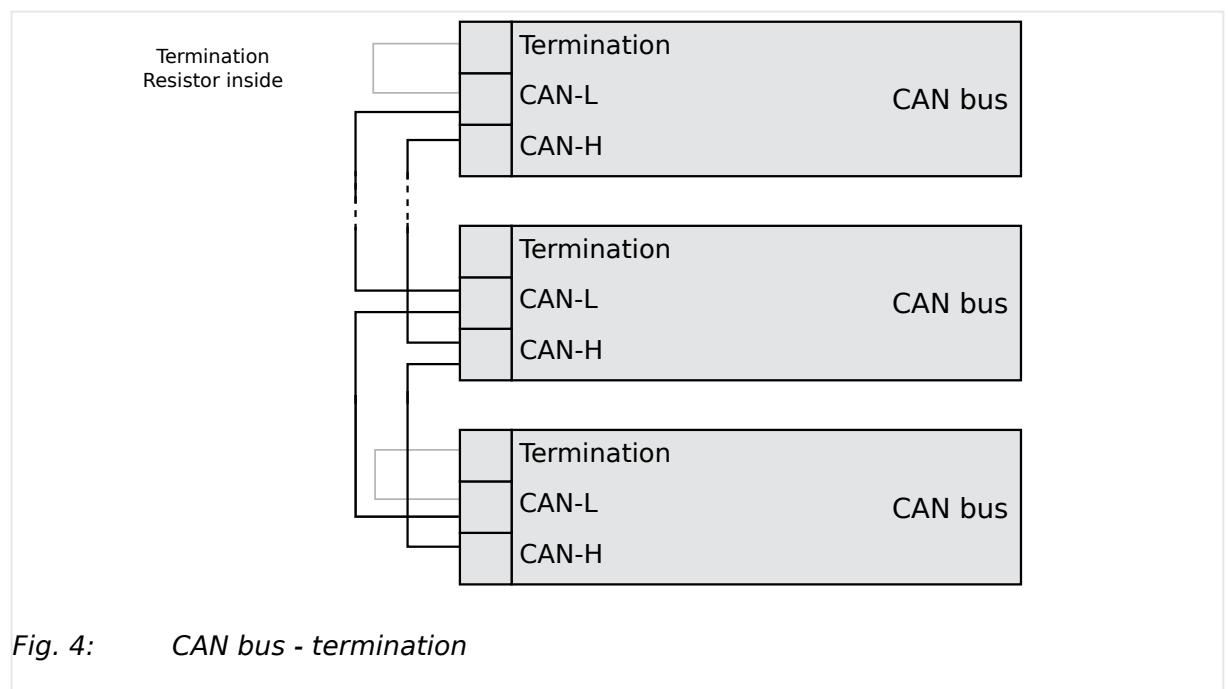 Termination
Resistor inside
Termination
CAN-L
CAN-H
CAN bus
Termination
CAN-L
CAN-H
CAN bus
Termination
CAN-L
CAN-H
CAN bus
Fig. 4: CAN bus - termination